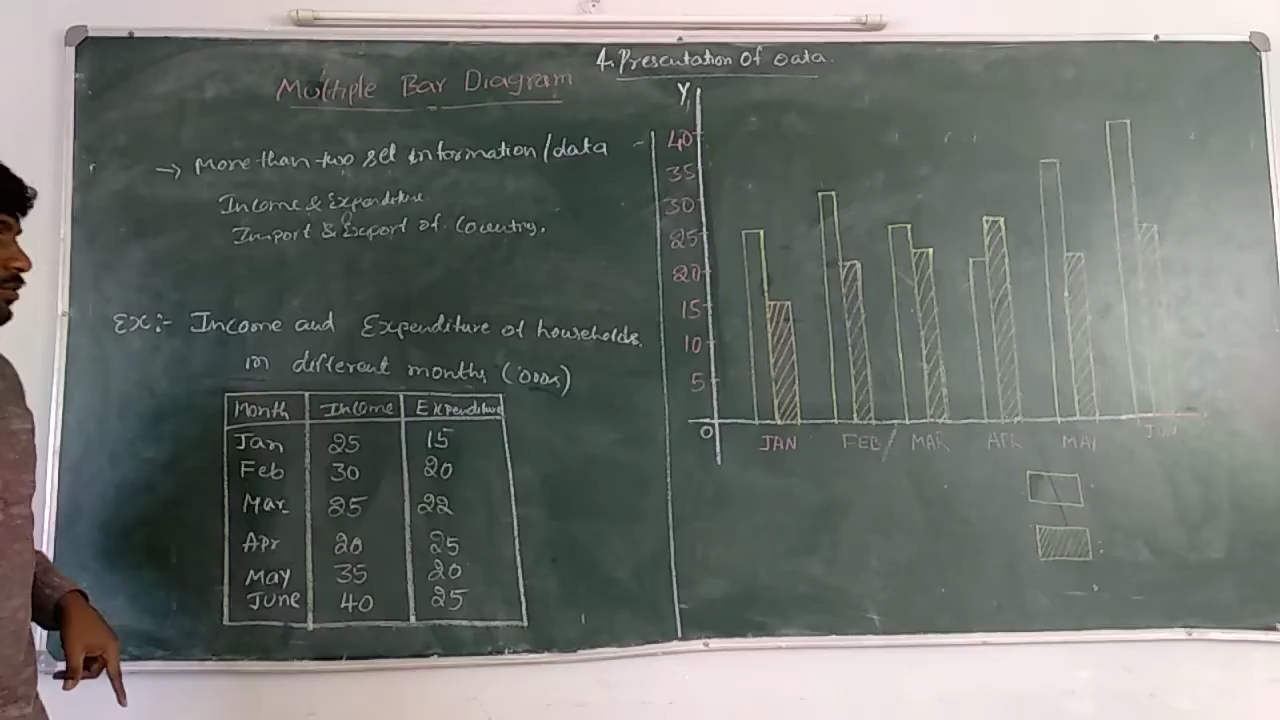 4. Presentation of Data.
Multiple Bar Diagram
→ More than two set information/data
Income & Expenditure
Import & Export of Country.
Ex:- Income and Expenditure of households.
in different months ('000s)
Month Income Expenditure
Jan 25 15
Feb 30 20
Mar 25 22
Apr 20 25
May 35 20
June 40 25
Y
40
35
30
25
20
15
10
5
0
JAN FEB MAR APR MAY JUN